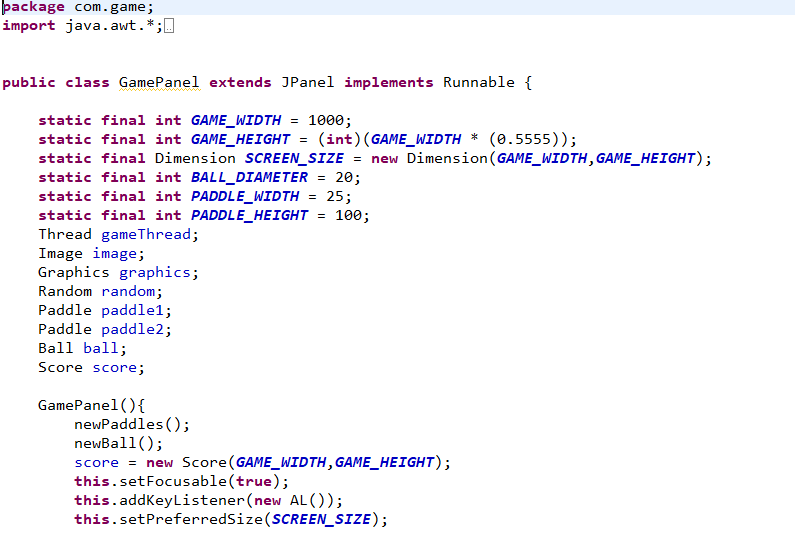 package com.game;
import java.awt.*;
public class GamePanel extends JPanel implements Runnable {
static final int GAME_WIDTH = 1000;
static final int GAME_HEIGHT = (int)(GAME_WIDTH * (0.5555));
static final Dimension SCREEN_SIZE = new Dimension(GAME_WIDTH,GAME_HEIGHT);
static final int BALL_DIAMETER = 20;
static final int PADDLE_WIDTH = 25;
static final int PADDLE_HEIGHT = 100;
Thread gameThread;
Image image;
Graphics graphics;
Random random;
Paddle paddle1;
Paddle paddle2;
Ball ball;
Score score;
GamePanel(){
newPaddles();
newBall();
score = new Score(GAME_WIDTH,GAME_HEIGHT);
this.setFocusable(true);
this.addKeyListener(new AL());
this.setPreferredSize(SCREEN_SIZE);